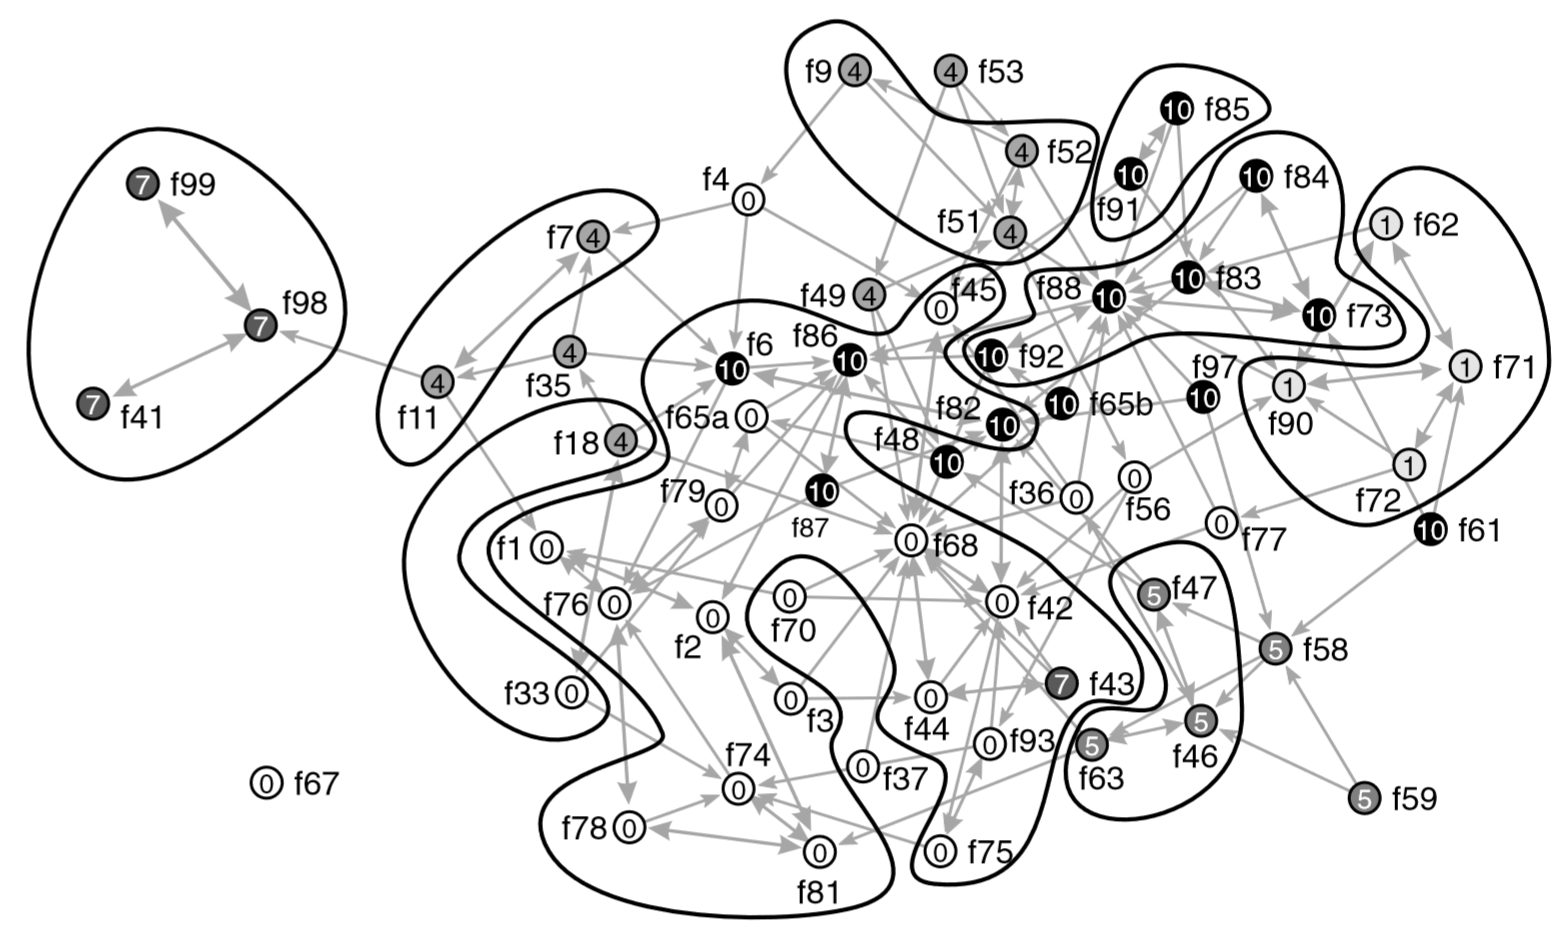 f9 4
4 f53
10 f85
4 f52
10
f91
10 f84
7 f99
f4
0
f51
4
1 f62
f7 4
f49 4
f45
0
f88
10
10 f83
10 f73
7
f98
f6
10
f86
10
10 f92
f97
10
1
f90
1 f71
4
f35
4
f11
7
f41
f65a 0
f82
10
10 f65b
f18 4
f48
10
1
f72
f79
0
10
f87
f36 0
0
f56
0
f77
10 f61
f1 0
0 f68
f76 0
0
f2
0
f70
0
f42
5
f47
5 f58
f33 0
0
f3
0
f44
7 f43
5
f46
0 f93
5
f63
0 f67
f74
0
0
f37
5 f59
f78 0
0
f81
0 f75